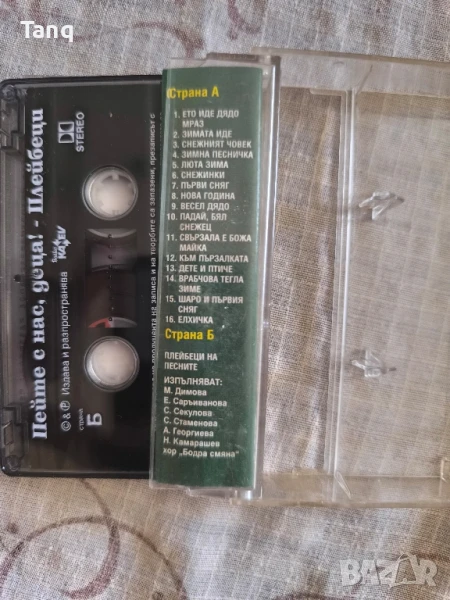 Tanq
Пейте с нас, деца! - Плейбеци
DOLBY
STEREO
© & ℗ Издава и разпространява
страна
Б
Страна А
1. ЕТО ИДЕ ДЯДО
МРАЗ
2. ЗИМАТА ИДЕ
3. СНЕЖНИЯТ ЧОВЕК
4. ЗИМНА ПЕСНИЧКА
5. ЛЮТА ЗИМА
6. СНЕЖИНКИ
7. ПЪРВИ СНЯГ
8. НОВА ГОДИНА
9. ВЕСЕЛ ДЯДО
10. ПАДАЙ, БЯЛ
СНЕЖЕЦ
11. СВЪРЗАЛА Е БОЖА
МАЙКА
12. КЪМ ПЪРЗАЛКАТА
13. ДЕТЕ И ПТИЧЕ
14. ВРАБЧОВА ТЕГЛА
ЗИМЕ
15. ШАРО И ПЪРВИЯ
СНЯГ
16. ЕЛХИЧКА
Страна Б
ПЛЕЙБЕЦИ НА
ПЕСНИТЕ
ИЗПЪЛНЯВАТ:
М. Димова
Е. Саръиванова
С. Секулова
С. Стаменова
А. Георгиева
Н. Камарашев
хор „Бодра смяна"
BAZAR